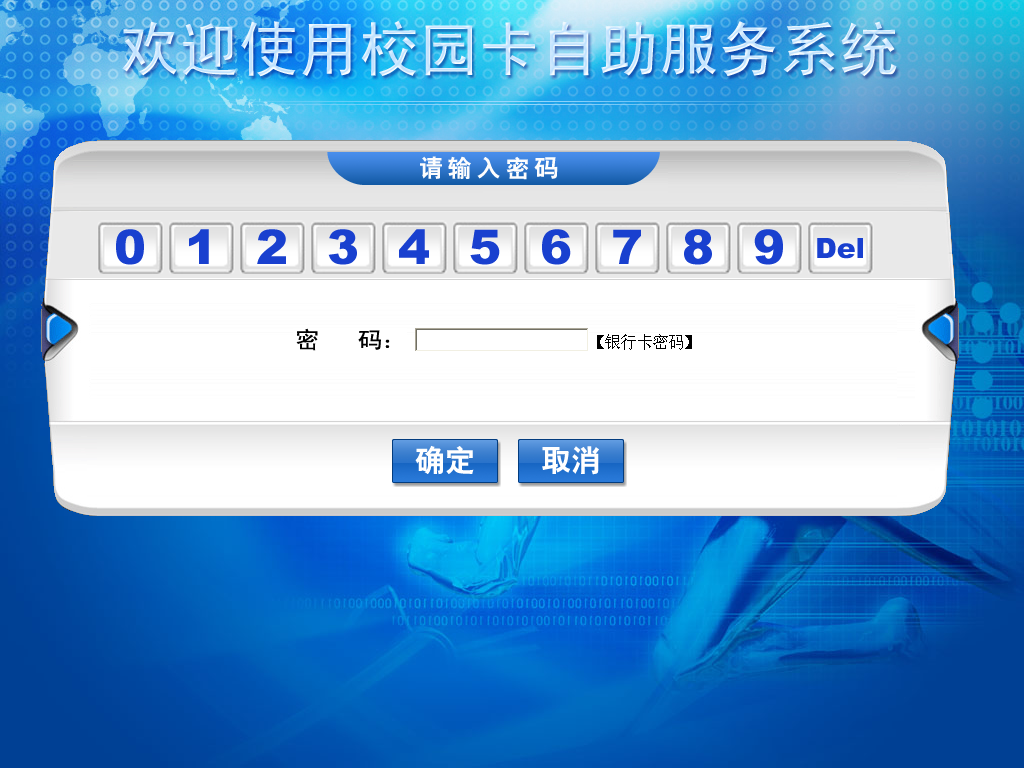 欢迎使用校园卡自助服务系统
请输入密码
0 1 2 3 4 5 6 7 8 9 Del
密 码： 【银行卡密码】
确定 取消